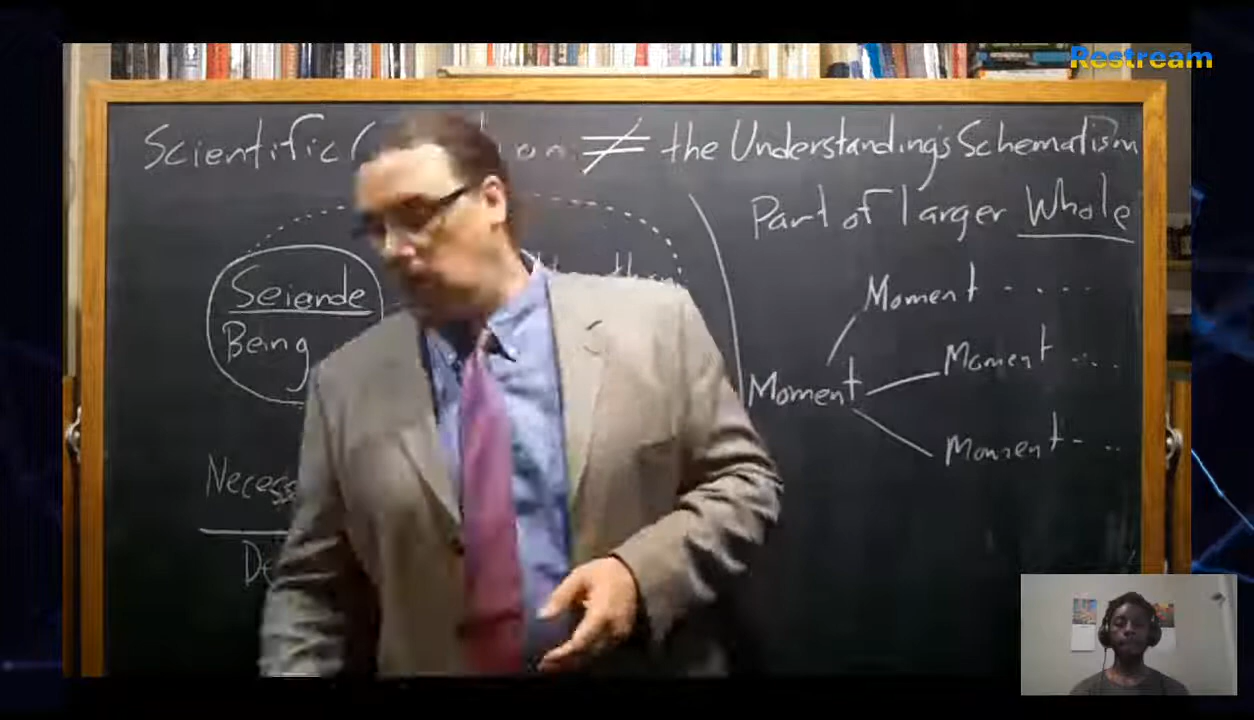 Restream
Scientific ≠ the Understanding's Schematism
Part of larger Whole
Seiende
Being
Moment
Moment
Moment
Moment